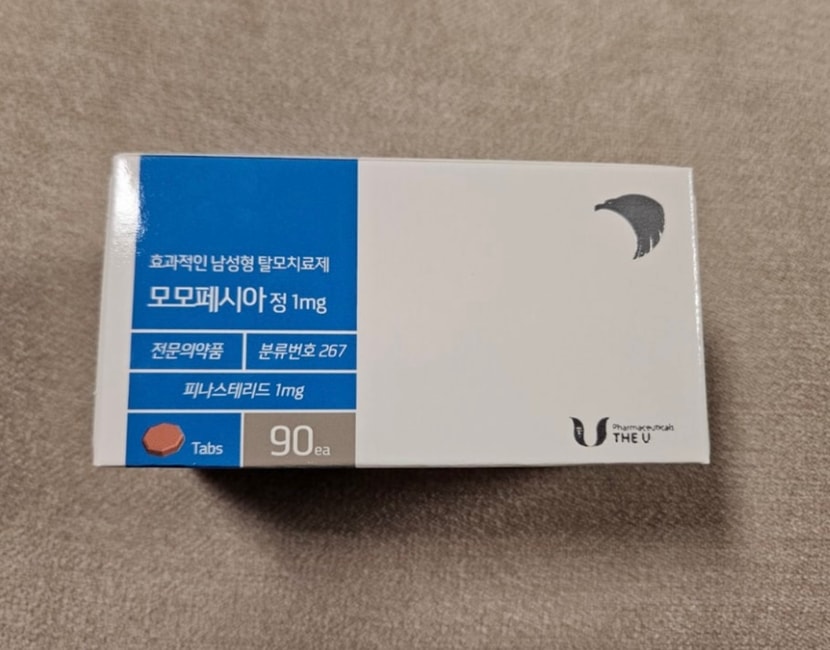 효과적인 남성형 탈모치료제
모모페시아 정 1mg
전문의약품
분류번호 267
피나스테리드 1mg
Tabs
90ea
Pharmaceuticals
THE U